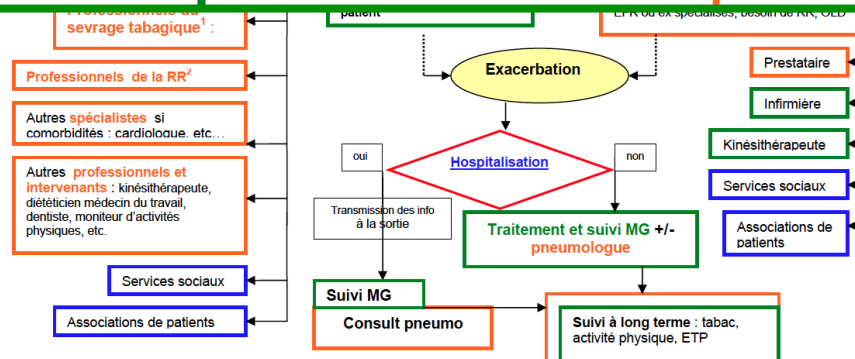 Professionnels du
sevrage tabagique1 :
Professionnels de la RR2
Autres spécialistes si
comorbidités : cardiologue, etc…
Autres professionnels et
intervenants : kinésithérapeute,
diététicien médecin du travail,
dentiste, moniteur d’activités
physiques, etc.
Services sociaux
Associations de patients
patient
EFR ou ex spécialisés, besoin de RR, OLD
Exacerbation
oui
Hospitalisation
non
Transmission des info
à la sortie
Traitement et suivi MG +/-
pneumologue
Suivi MG
Consult pneumo
Suivi à long terme : tabac,
activité physique, ETP
Prestataire
Infirmière
Kinésithérapeute
Services sociaux
Associations de
patients